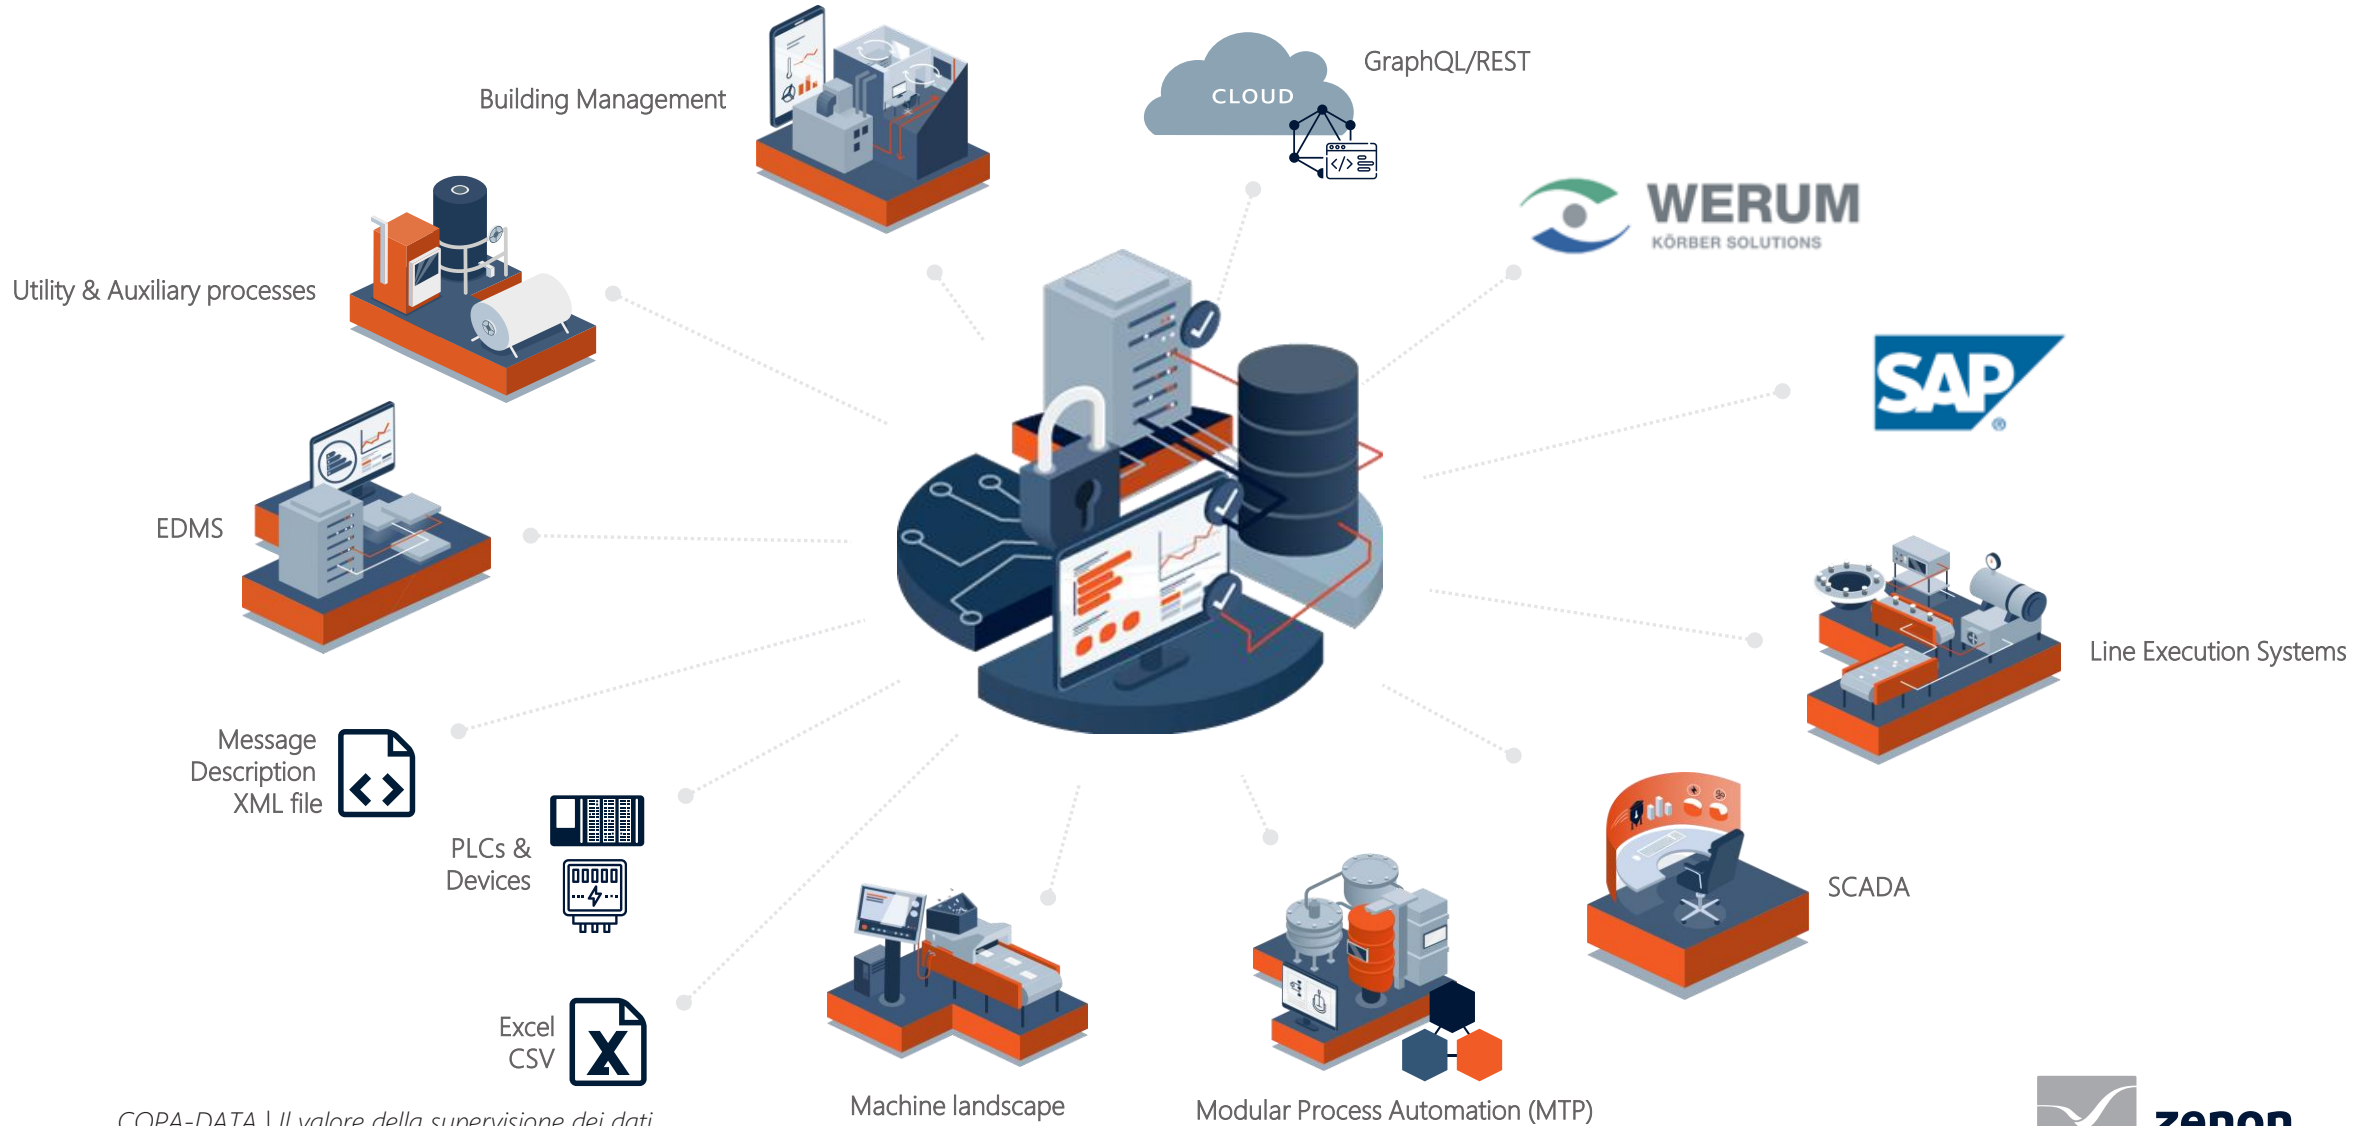 Building Management
CLOUD
GraphQL/REST
WERUM
KÖRBER SOLUTIONS
Utility & Auxiliary processes
SAP
®
EDMS
Line Execution Systems
Message
Description
XML file
PLCs &
Devices
SCADA
Excel
CSV
Machine landscape
Modular Process Automation (MTP)
COPA-DATA | Il valore della supervisione dei dati
zenon